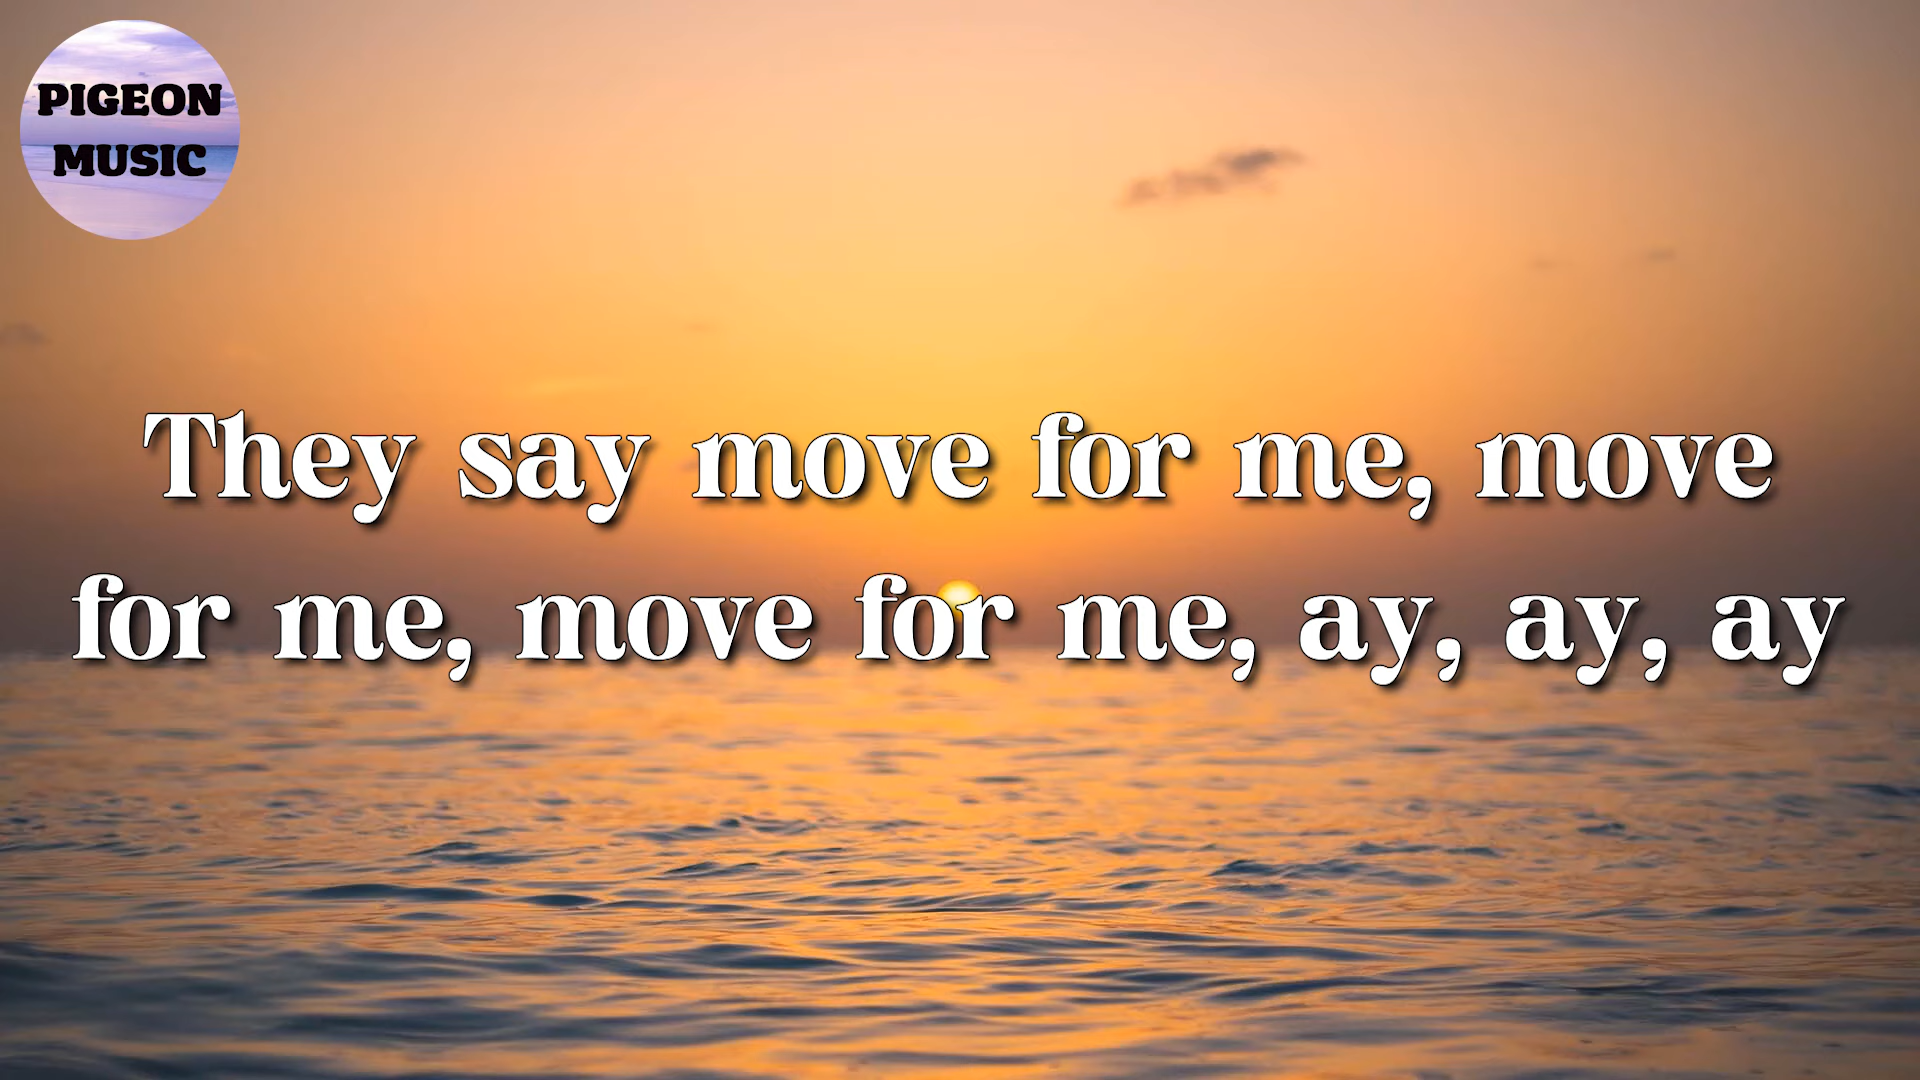 PIGEON
MUSIC
They say move for me, move
for me, move for me, ay, ay, ay